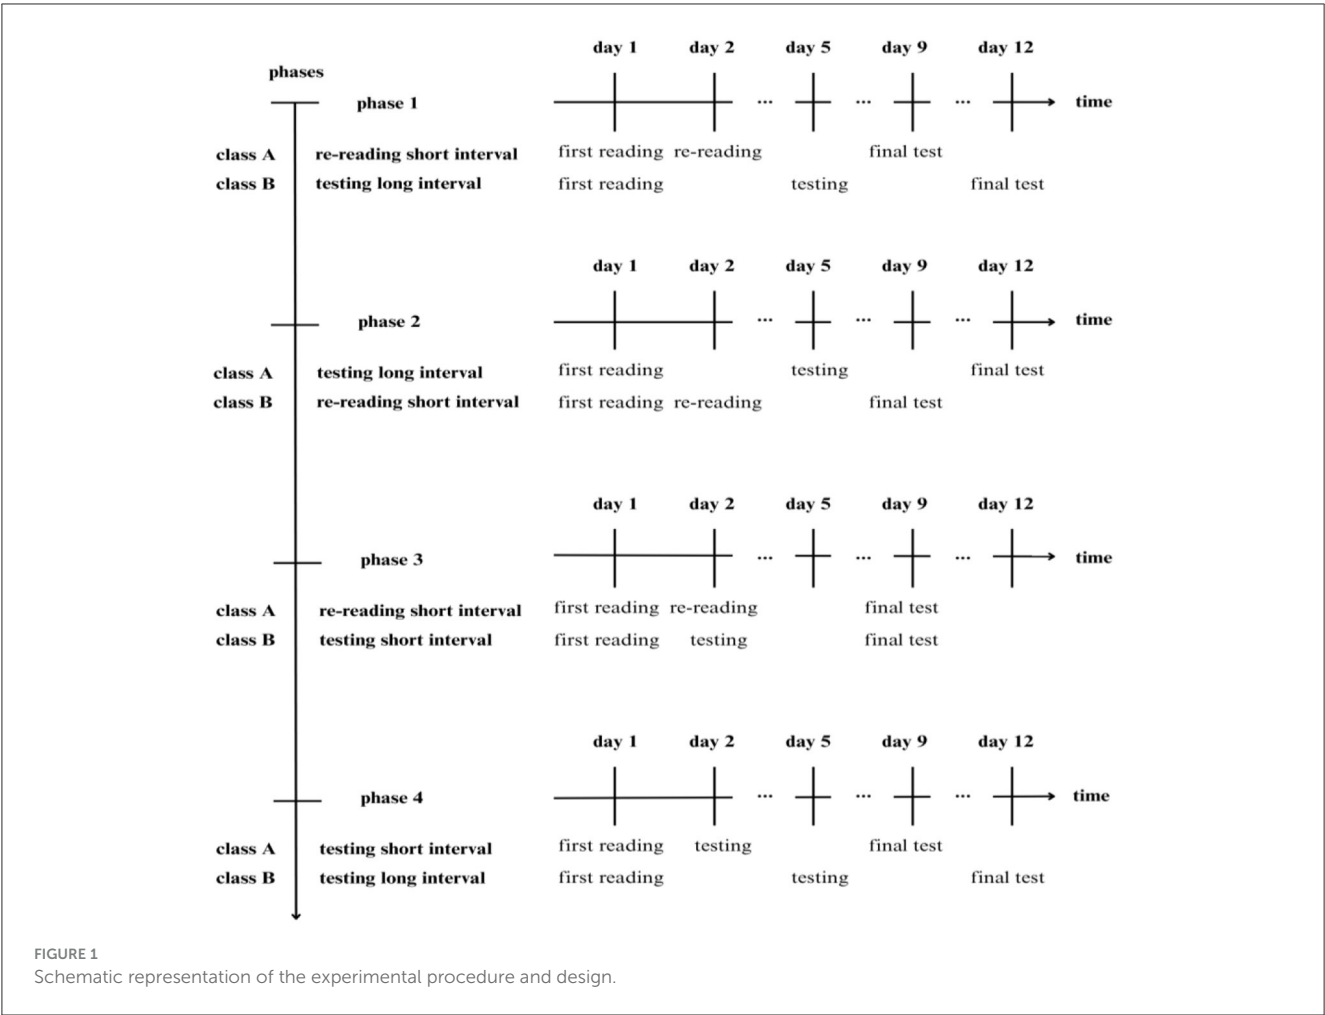 day 1 day 2 day 5 day 9 day 12
phases
phase 1 ... ... ... time
class A re-reading short interval first reading re-reading final test
class B testing long interval first reading testing final test
day 1 day 2 day 5 day 9 day 12
phase 2 ... ... ... time
class A testing long interval first reading testing final test
class B re-reading short interval first reading re-reading final test
day 1 day 2 day 5 day 9 day 12
phase 3 ... ... ... time
class A re-reading short interval first reading re-reading final test
class B testing short interval first reading testing final test
day 1 day 2 day 5 day 9 day 12
phase 4 ... ... ... time
class A testing short interval first reading testing final test
class B testing long interval first reading testing final test
FIGURE 1
Schematic representation of the experimental procedure and design.